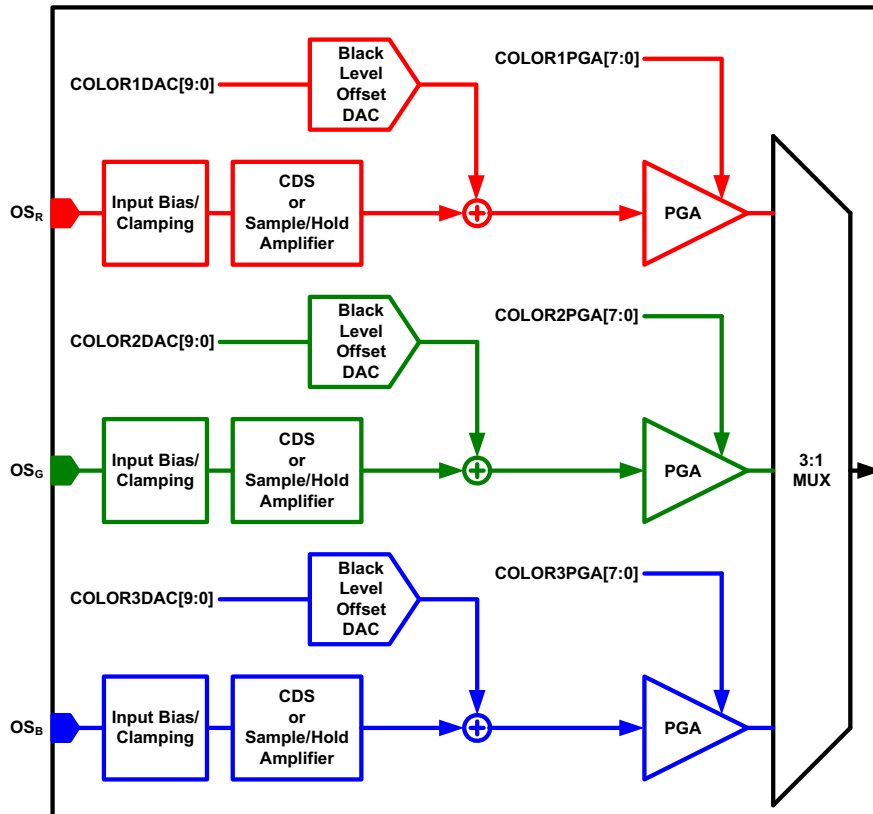 COLOR1DAC[9:0]
Black
Level
Offset
DAC
COLOR1PGA[7:0]
OSR
Input Bias/
Clamping
CDS
or
Sample/Hold
Amplifier
PGA
COLOR2DAC[9:0]
Black
Level
Offset
DAC
COLOR2PGA[7:0]
OSG
Input Bias/
Clamping
CDS
or
Sample/Hold
Amplifier
PGA
3:1
MUX
COLOR3DAC[9:0]
Black
Level
Offset
DAC
COLOR3PGA[7:0]
OSB
Input Bias/
Clamping
CDS
or
Sample/Hold
Amplifier
PGA